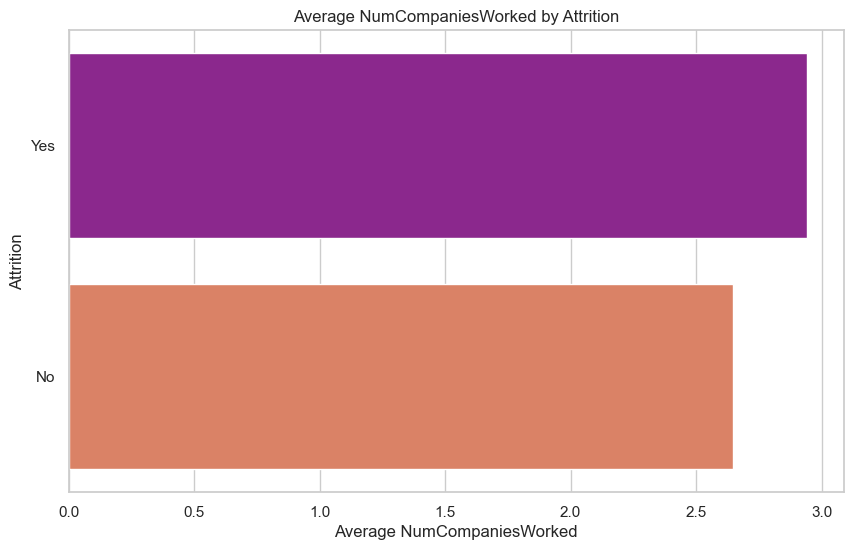 Average NumCompaniesWorked by Attrition
Yes
Attrition
No
0.0 0.5 1.0 1.5 2.0 2.5 3.0
Average NumCompaniesWorked